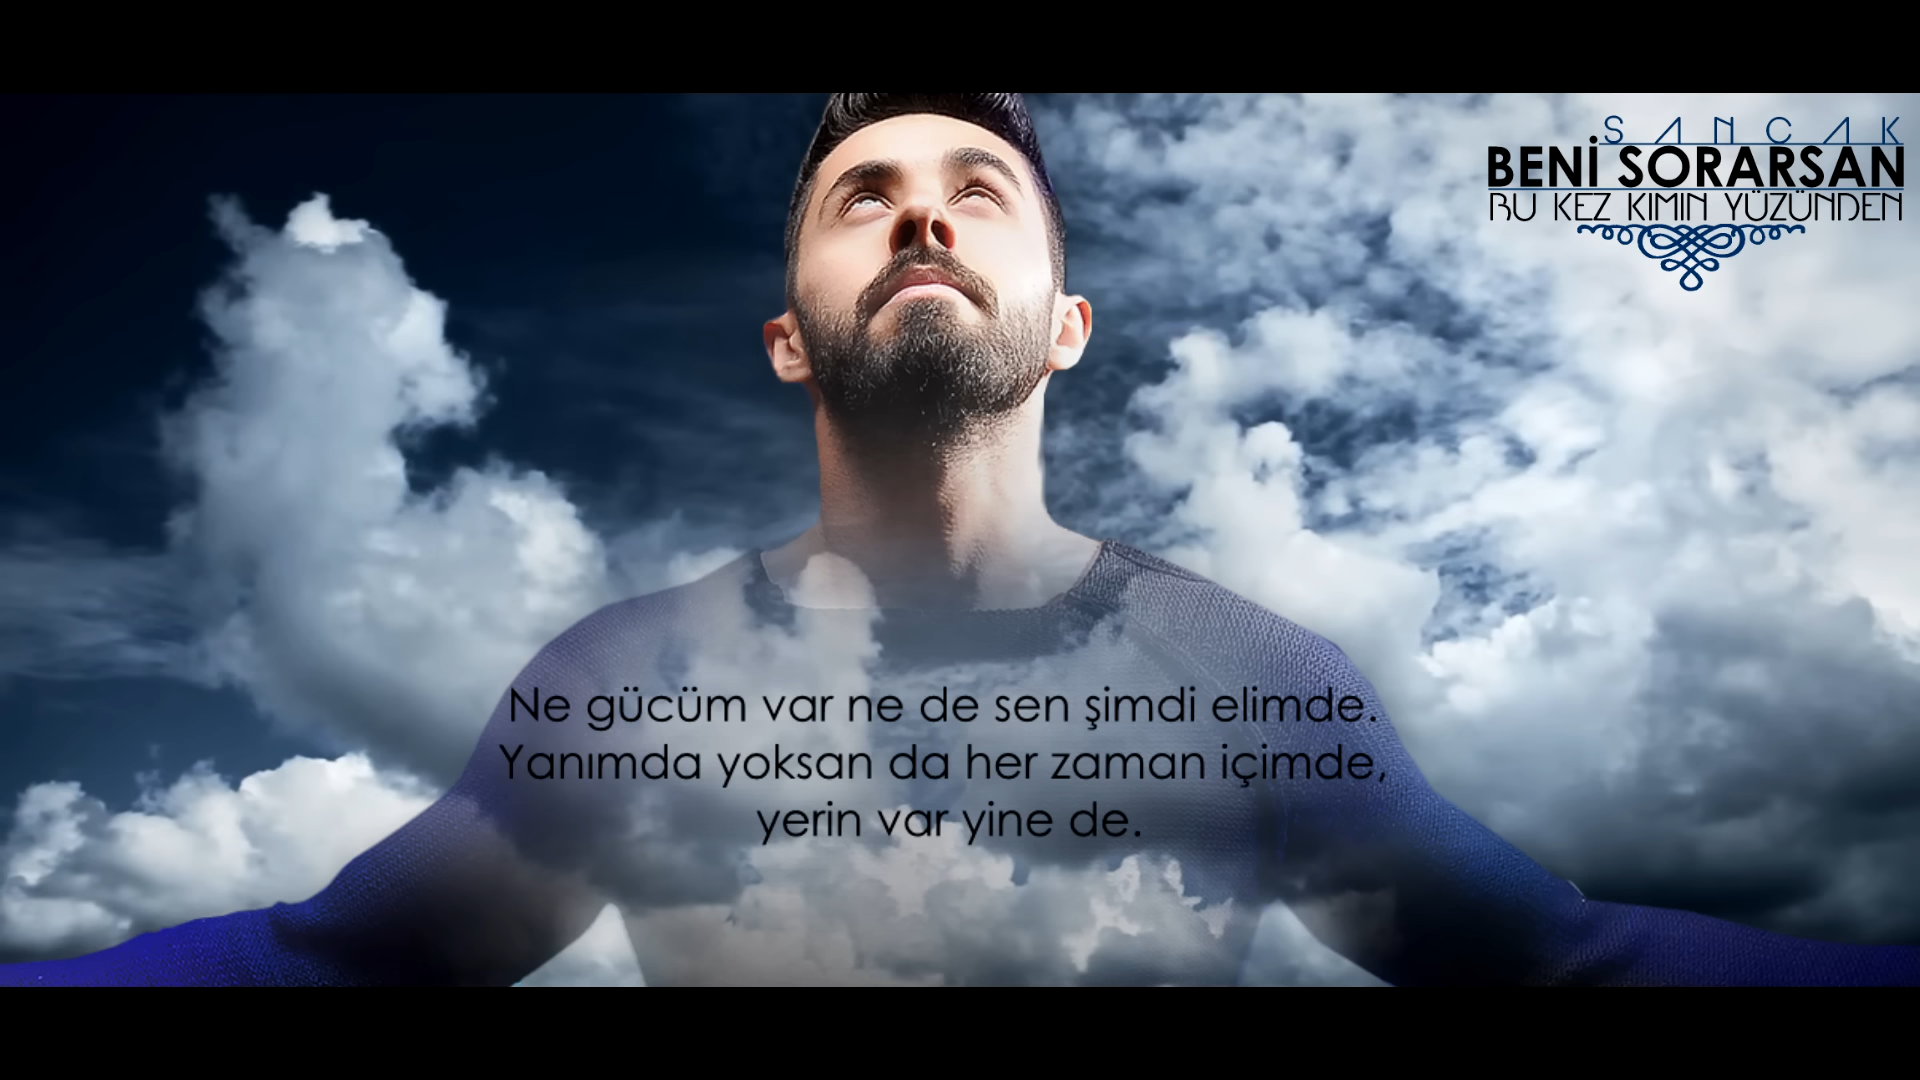 SANCAK
BENİ SORARSAN
BU KEZ KIMIN YÜZÜNDEN
Ne gücüm var ne de sen şimdi elimde.
Yanımda yoksan da her zaman içimde,
yerin var yine de.